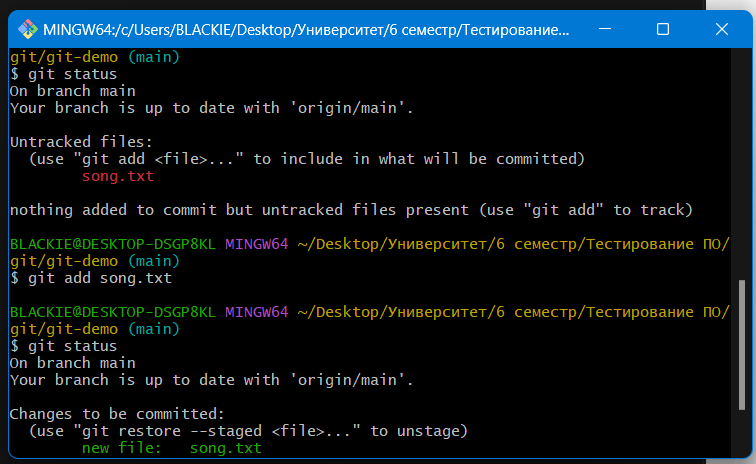 MINGW64:/c/Users/BLACKIE/Desktop/Университет/6 семестр/Тестирование...
git/git-demo (main)
$ git status
On branch main
Your branch is up to date with 'origin/main'.
Untracked files:
  (use "git add <file>..." to include in what will be committed)
        song.txt
nothing added to commit but untracked files present (use "git add" to track)
BLACKIE@DESKTOP-DSGP8KL MINGW64 ~/Desktop/Университет/6 семестр/Тестирование ПО/
git/git-demo (main)
$ git add song.txt
BLACKIE@DESKTOP-DSGP8KL MINGW64 ~/Desktop/Университет/6 семестр/Тестирование ПО/
git/git-demo (main)
$ git status
On branch main
Your branch is up to date with 'origin/main'.
Changes to be committed:
  (use "git restore --staged <file>..." to unstage)
        new file:   song.txt